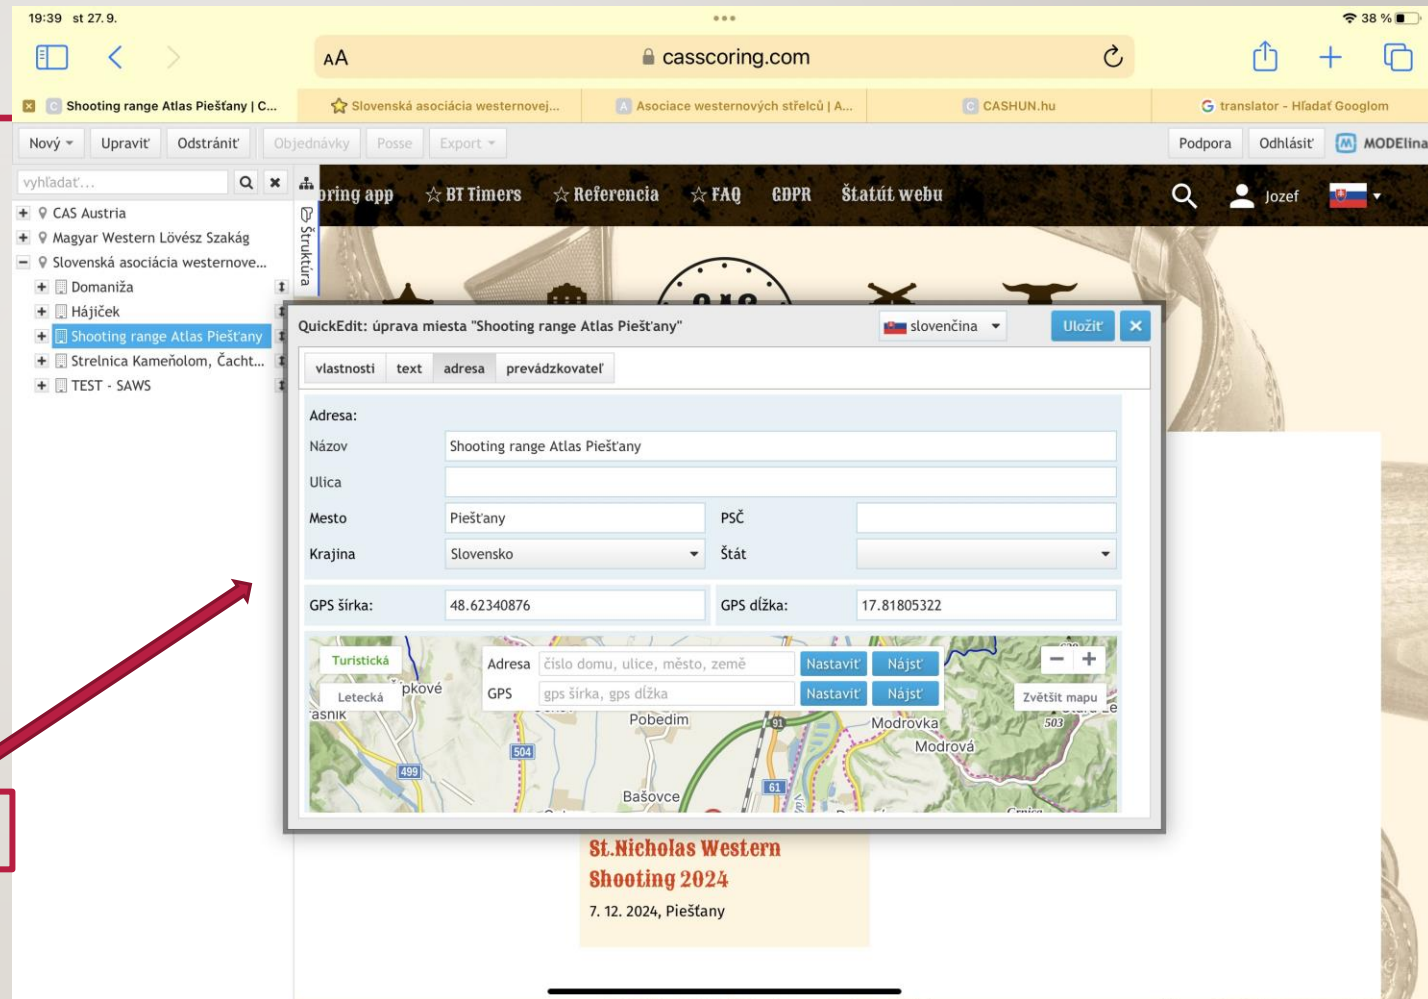 19:39 st 27. 9.
38 %
AA casscoring.com
Shooting range Atlas Piešťany | C...
Slovenská asociácia westernovej...
A Asociace westernových střelců | A...
C CASHUN.hu
G translator - Hľadať Googlom
Nový Upraviť Odstrániť Objednávky Posse Export
Podpora Odhlásiť MODElina
vyhľadať...
Štruktúra
CAS Austria
Magyar Western Lövész Szakág
Slovenská asociácia westernove...
Domaniža
Hájiček
Shooting range Atlas Piešťany
Strelnica Kameňolom, Čacht...
TEST - SAWS
oring app ☆ BT Timers ☆ Referencia ☆ FAQ GDPR Štatút webu
Jozef
QuickEdit: úprava miesta "Shooting range Atlas Piešťany"
slovenčina Uložiť ×
vlastnosti text adresa prevádzkovateľ
Adresa:
Názov Shooting range Atlas Piešťany
Ulica
Mesto Piešťany PSČ
Krajina Slovensko Štát
GPS šírka: 48.62340876 GPS dĺžka: 17.81805322
Turistická
Letecká
Adresa číslo domu, ulice, město, země Nastaviť Nájsť
GPS gps šírka, gps dĺžka Nastaviť Nájsť
− +
Zvětšit mapu
Pobedim
Modrovka
Modrová
503
504
91
499
61
Bašovce
St.Nicholas Western
Shooting 2024
7. 12. 2024, Piešťany